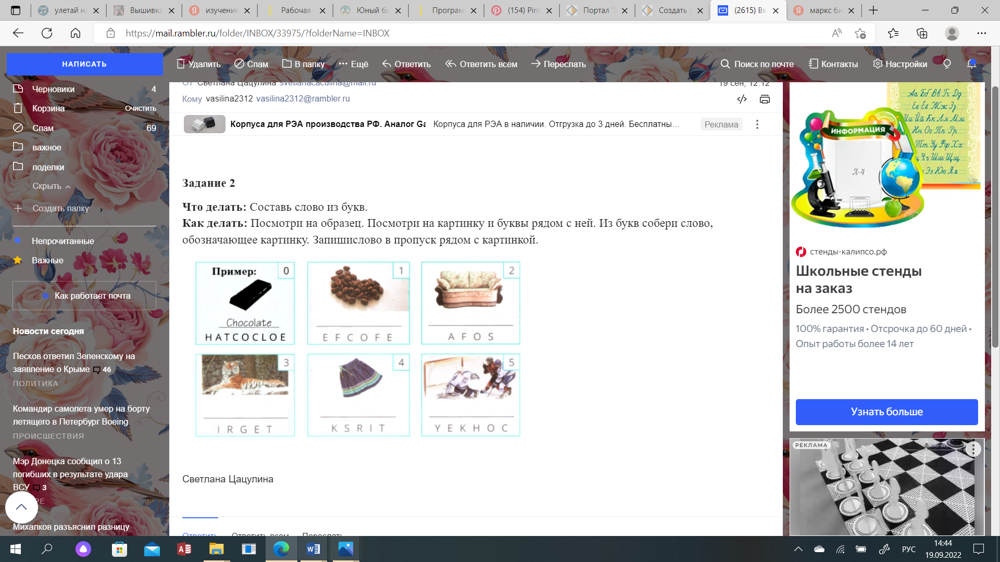 улетай на
Вышивка
изучение
Рабочая
Юный би
Програм
(154) Pint
Портал "
Создать з
(2615) Вх
маркс би
https://mail.rambler.ru/folder/INBOX/33975/?folderName=INBOX
НАПИСАТЬ
Удалить
Спам
В папку
Ещё
Ответить
Ответить всем
Переслать
Поиск по почте
Контакты
Настройки
Черновики 4
Корзина Очистить
Спам 69
важное
поделки
Скрыть
Создать папку
Непрочитанные
Важные
Как работает почта
Новости сегодня
Песков ответил Зеленскому на
заявление о Крыме 46
ПОЛИТИКА
Командир самолета умер на борту
летящего в Петербург Boeing
ПРОИСШЕСТВИЯ
Мэр Донецка сообщил о 13
погибших в результате удара
ВСУ 3
РЕ
Михалков разъяснил разницу
От Светлана Цацулина svetlanacaculina@mail.ru
19 сен, 12:12
Кому vasilina2312 vasilina2312@rambler.ru
Корпуса для РЭА производства РФ. Аналог Ga
Корпуса для РЭА в наличии. Отгрузка до 3 дней. Бесплатны…
Реклама
Задание 2
Что делать: Составь слово из букв.
Как делать: Посмотри на образец. Посмотри на картинку и буквы рядом с ней. Из букв собери слово,
обозначающее картинку. Запишислово в пропуск рядом с картинкой.
Пример: 0
Chocolate
HATCOCLOE
1
EFCOFE
2
AFOS
3
IRGET
4
KSRIT
5
YEKHOC
Светлана Цацулина
Ответить
Ответить всем
Переслать
Аа Бб Вв Гг Дд
Ее Ёё Жж Зз
Ии Йй Кк Лл Мм
Нн Оо Пп Рр
Тт Уу Фф Хх
Цц Чч Шш Щщ
Ээ Юю Яя
ИНФОРМАЦИЯ
А-4
стенды-калипсо.рф
Школьные стенды
на заказ
Более 2500 стендов
100% гарантия • Отсрочка до 60 дней •
Опыт работы более 14 лет
Узнать больше
РЕКЛАМА
РУС
14:44
19.09.2022